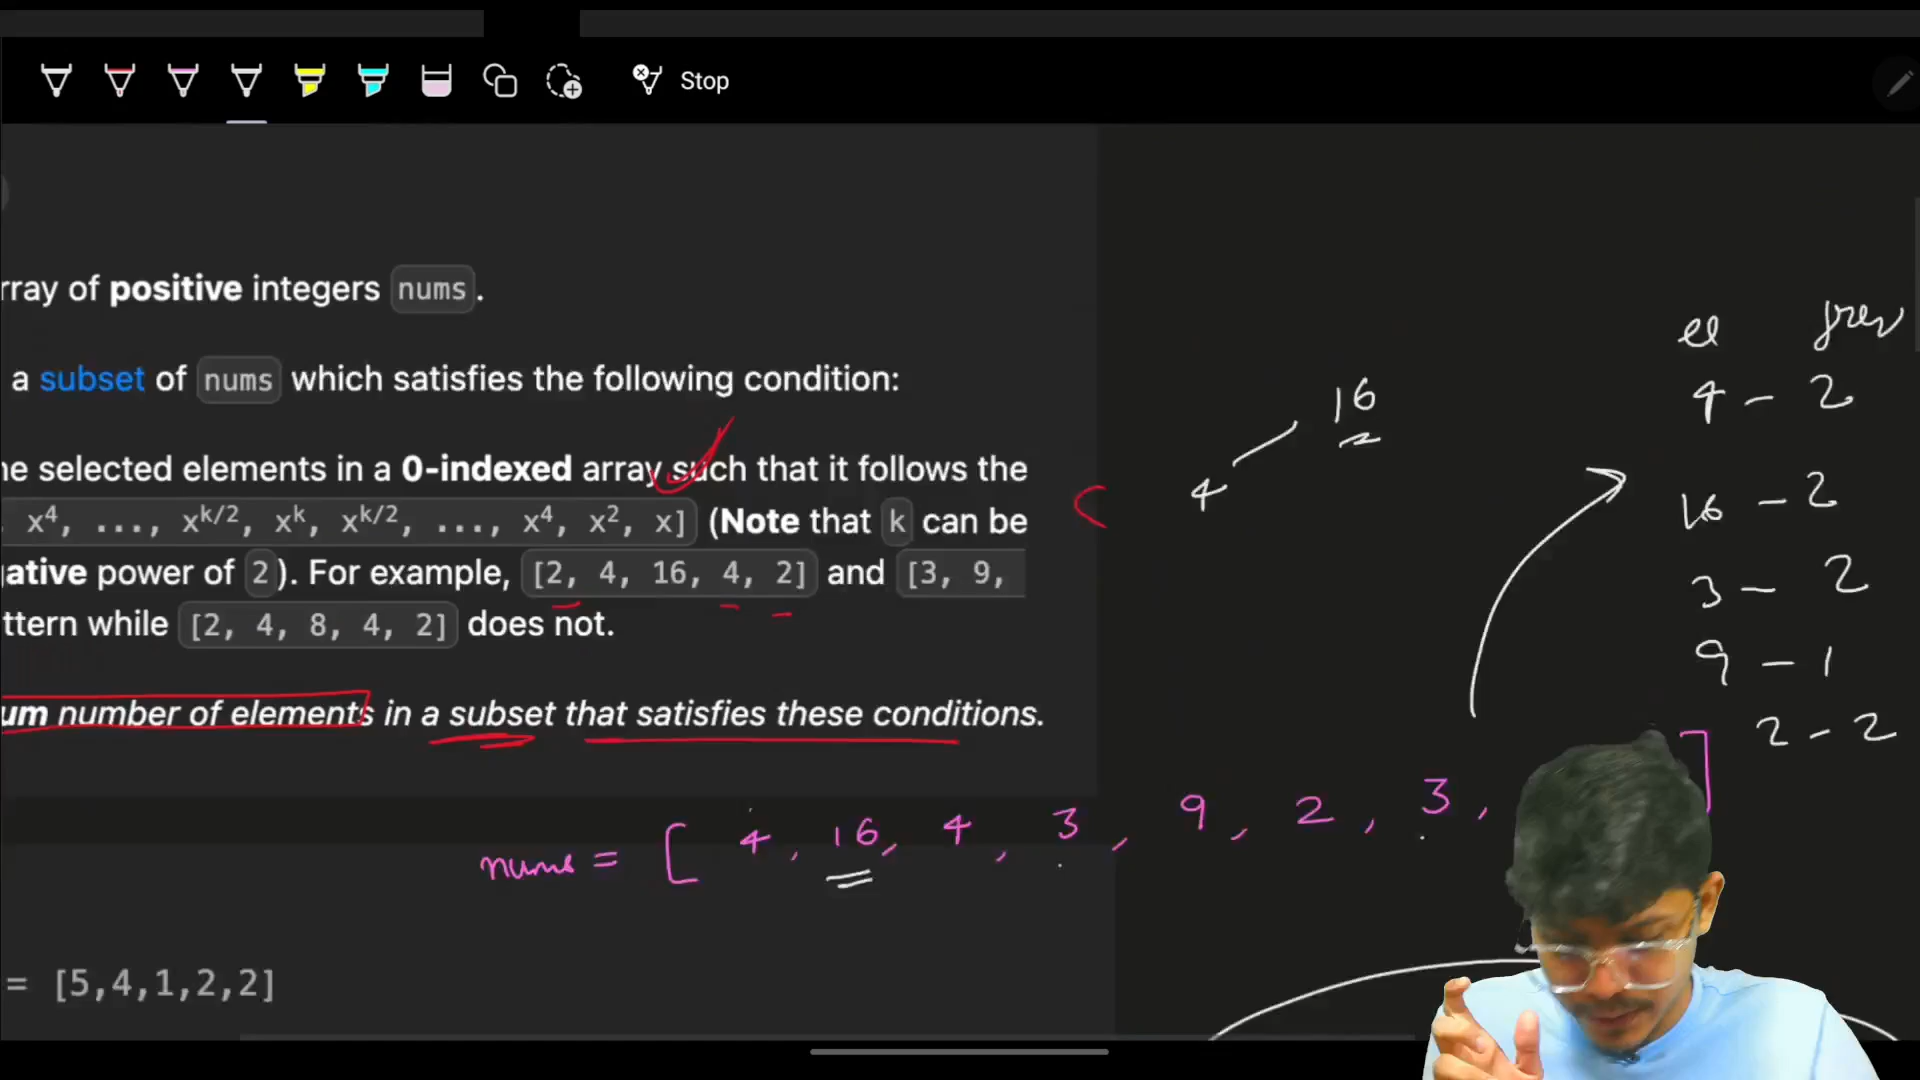 Stop
rray of positive integers nums.
a subset of nums which satisfies the following condition:
ne selected elements in a 0-indexed array such that it follows the
x⁴, ..., xᵏ/², xᵏ, xᵏ/², ..., x⁴, x², x] (Note that k can be
gative power of 2). For example, [2, 4, 16, 4, 2] and [3, 9,
ttern while [2, 4, 8, 4, 2] does not.
um number of elements in a subset that satisfies these conditions.
16
4
el freq
4 - 2
16 - 2
3 - 2
9 - 1
2 - 2
nums = [ 4, 16, 4, 3, 9, 2, 3, ]
= [5,4,1,2,2]